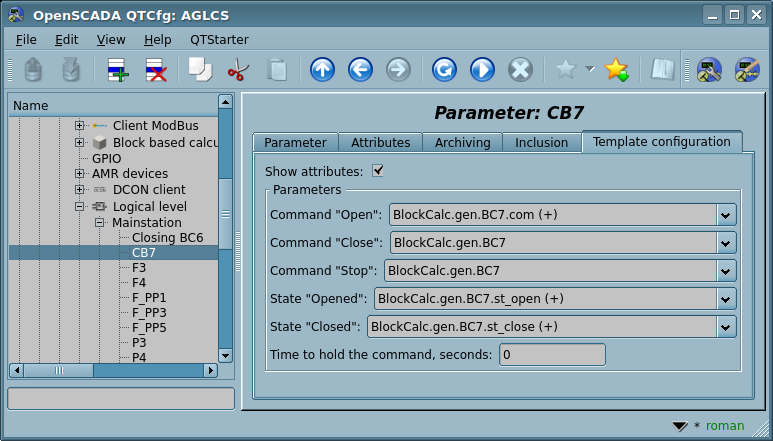 OpenSCADA QTCfg: AGLCS
File Edit View Help QTStarter
Name
Client ModBus
Block based calcu
GPIO
AMR devices
DCON client
Logical level
Mainstation
Closing BC6
CB7
F3
F4
F_PP1
F_PP3
F_PP5
P3
P4
Parameter: CB7
Parameter Attributes Archiving Inclusion Template configuration
Show attributes:
Parameters
Command "Open": BlockCalc.gen.BC7.com (+)
Command "Close": BlockCalc.gen.BC7
Command "Stop": BlockCalc.gen.BC7
State "Opened": BlockCalc.gen.BC7.st_open (+)
State "Closed": BlockCalc.gen.BC7.st_close (+)
Time to hold the command, seconds: 0
* roman